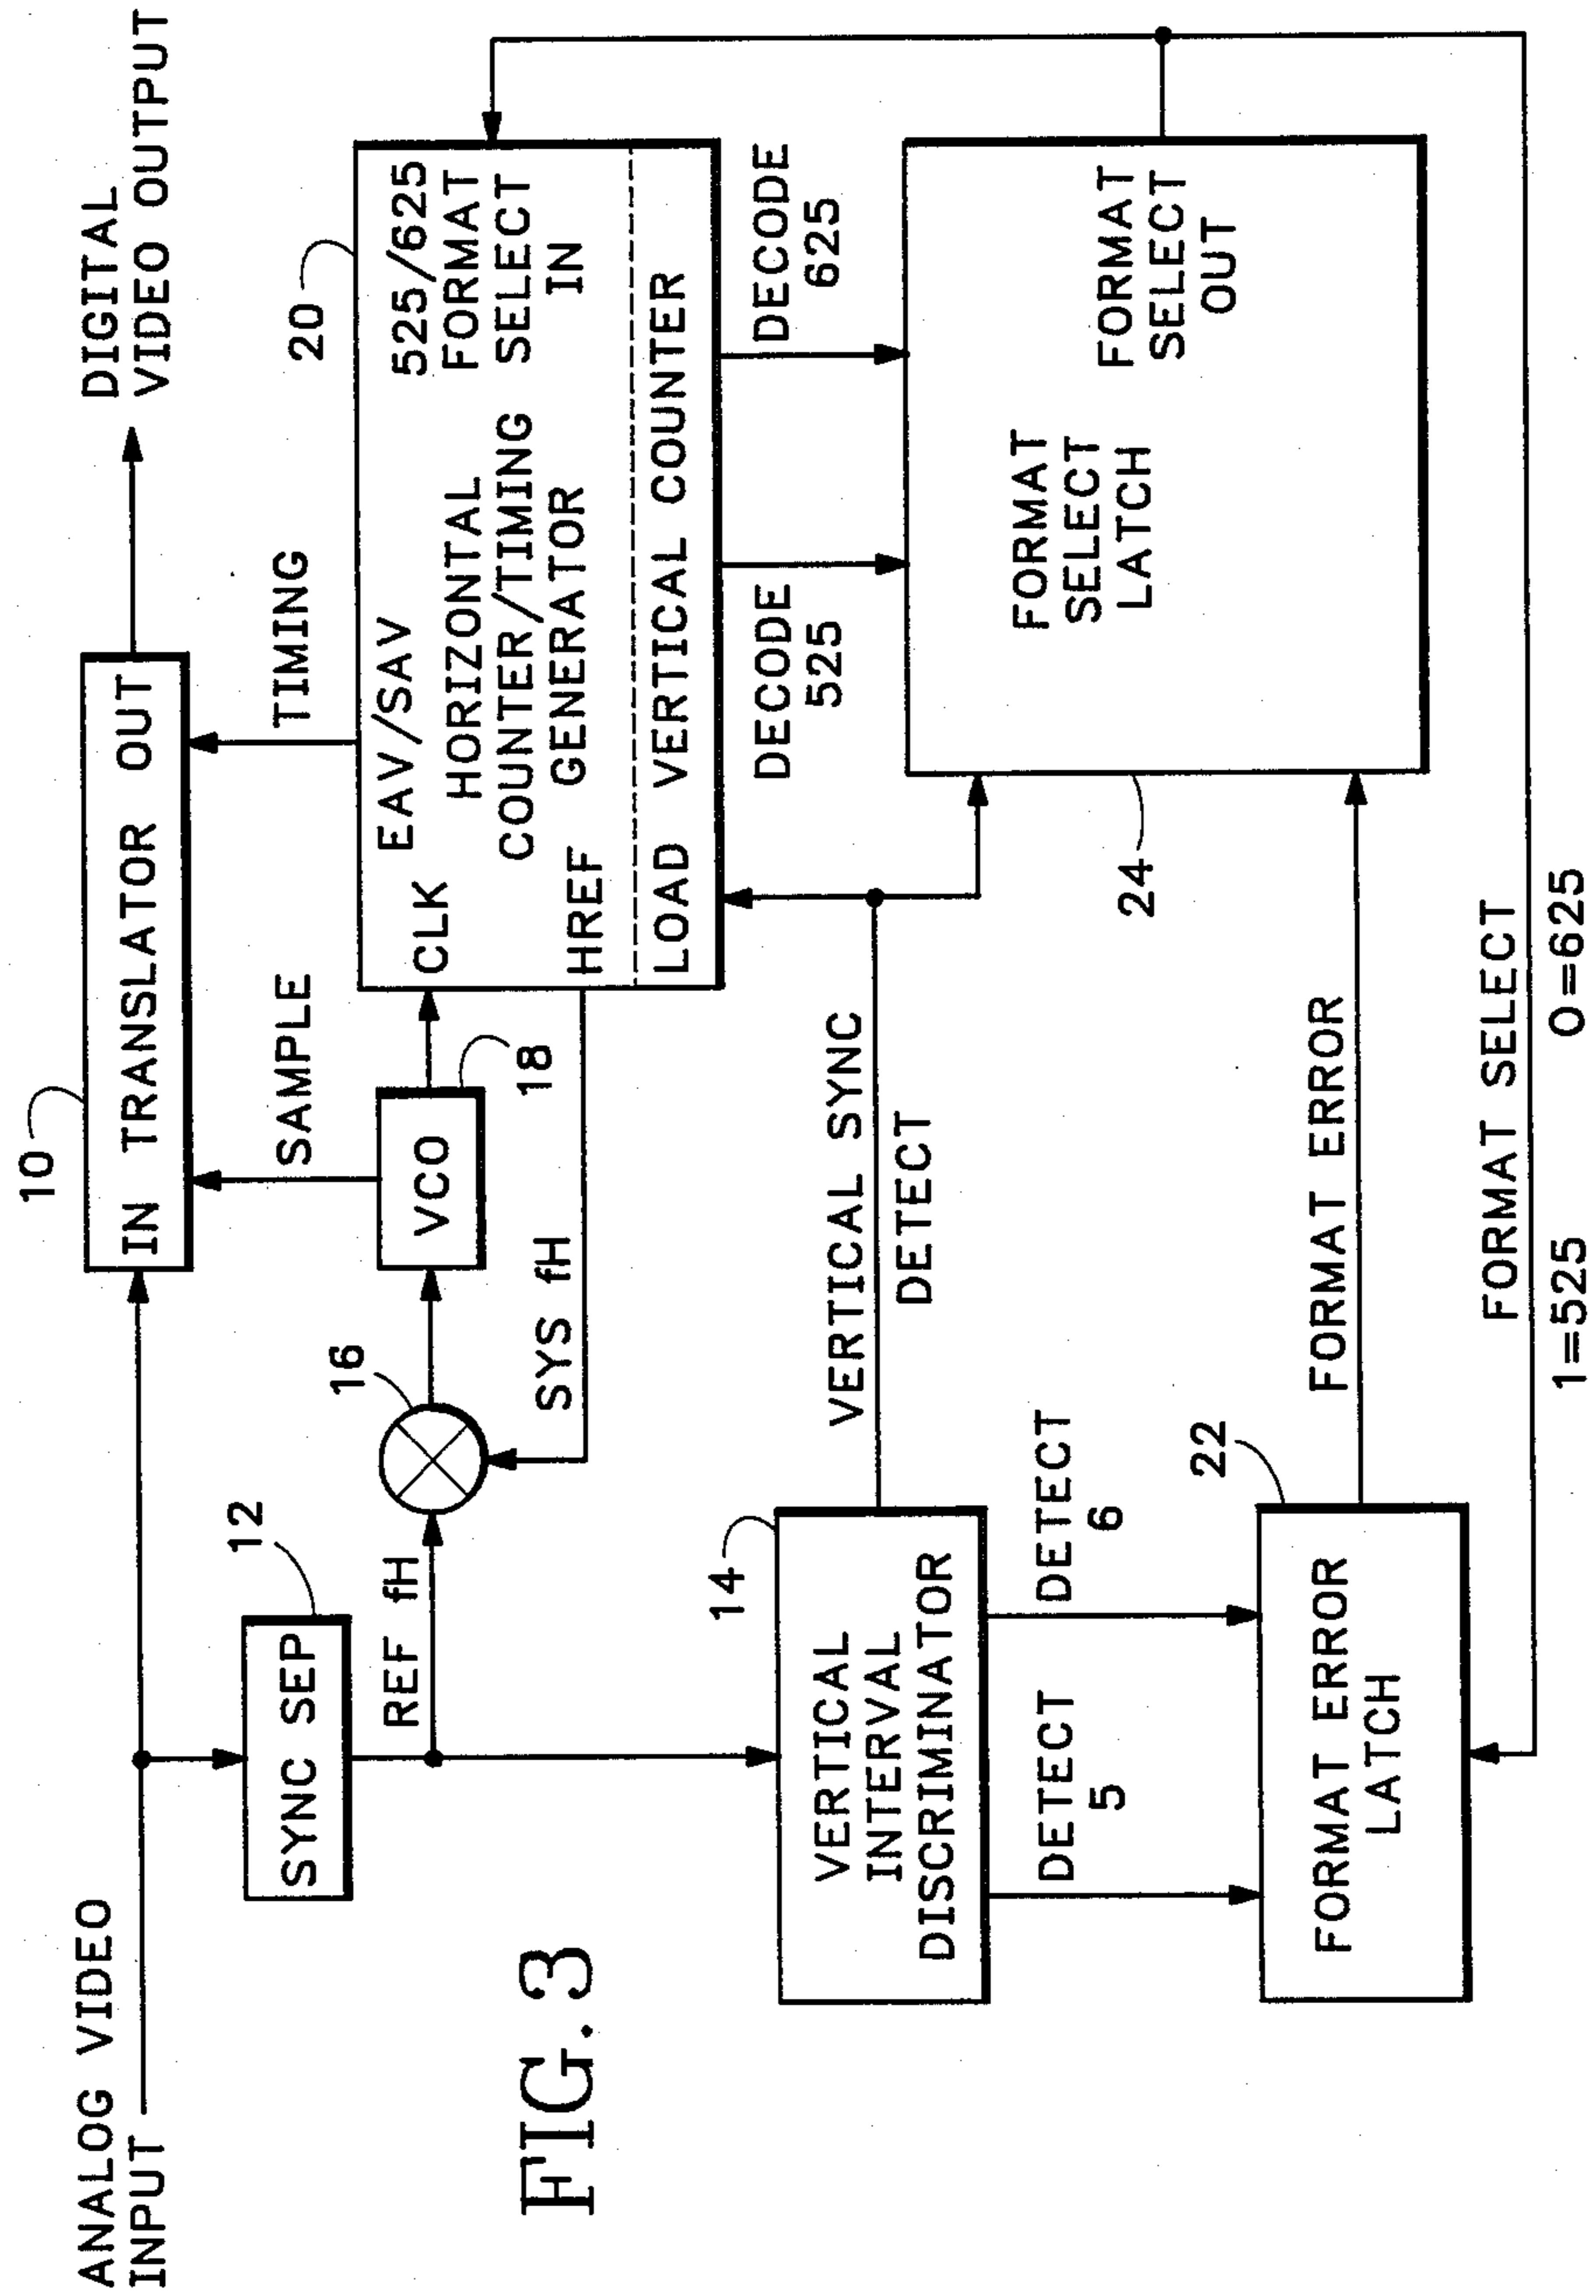 ANALOG VIDEO
INPUT
10
IN TRANSLATOR OUT
DIGITAL
VIDEO OUTPUT
12
SYNC SEP
REF fH
16
SYS fH
VCO
18
SAMPLE
TIMING
20
EAV/SAV
CLK
HORIZONTAL
COUNTER/TIMING
GENERATOR
HREF
525/625
FORMAT
SELECT
IN
LOAD VERTICAL COUNTER
14
VERTICAL
INTERVAL
DISCRIMINATOR
VERTICAL SYNC
DETECT
DECODE
525
DECODE
625
DETECT
5
DETECT
6
22
FORMAT ERROR
LATCH
FORMAT ERROR
24
FORMAT
SELECT
LATCH
FORMAT
SELECT
OUT
FORMAT SELECT
1=525 0=625
FIG. 3